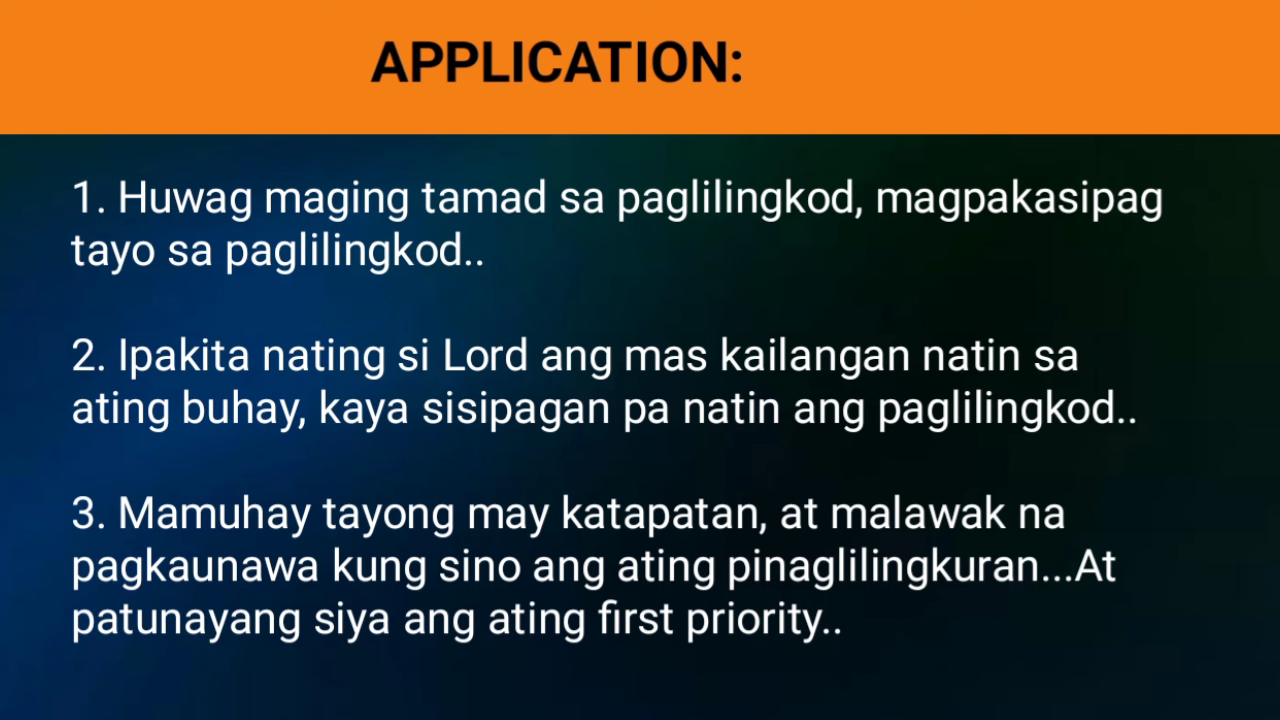 APPLICATION:
1. Huwag maging tamad sa paglilingkod, magpakasipag
tayo sa paglilingkod..
2. Ipakita nating si Lord ang mas kailangan natin sa
ating buhay, kaya sisipagan pa natin ang paglilingkod..
3. Mamuhay tayong may katapatan, at malawak na
pagkaunawa kung sino ang ating pinaglilingkuran...At
patunayang siya ang ating first priority..